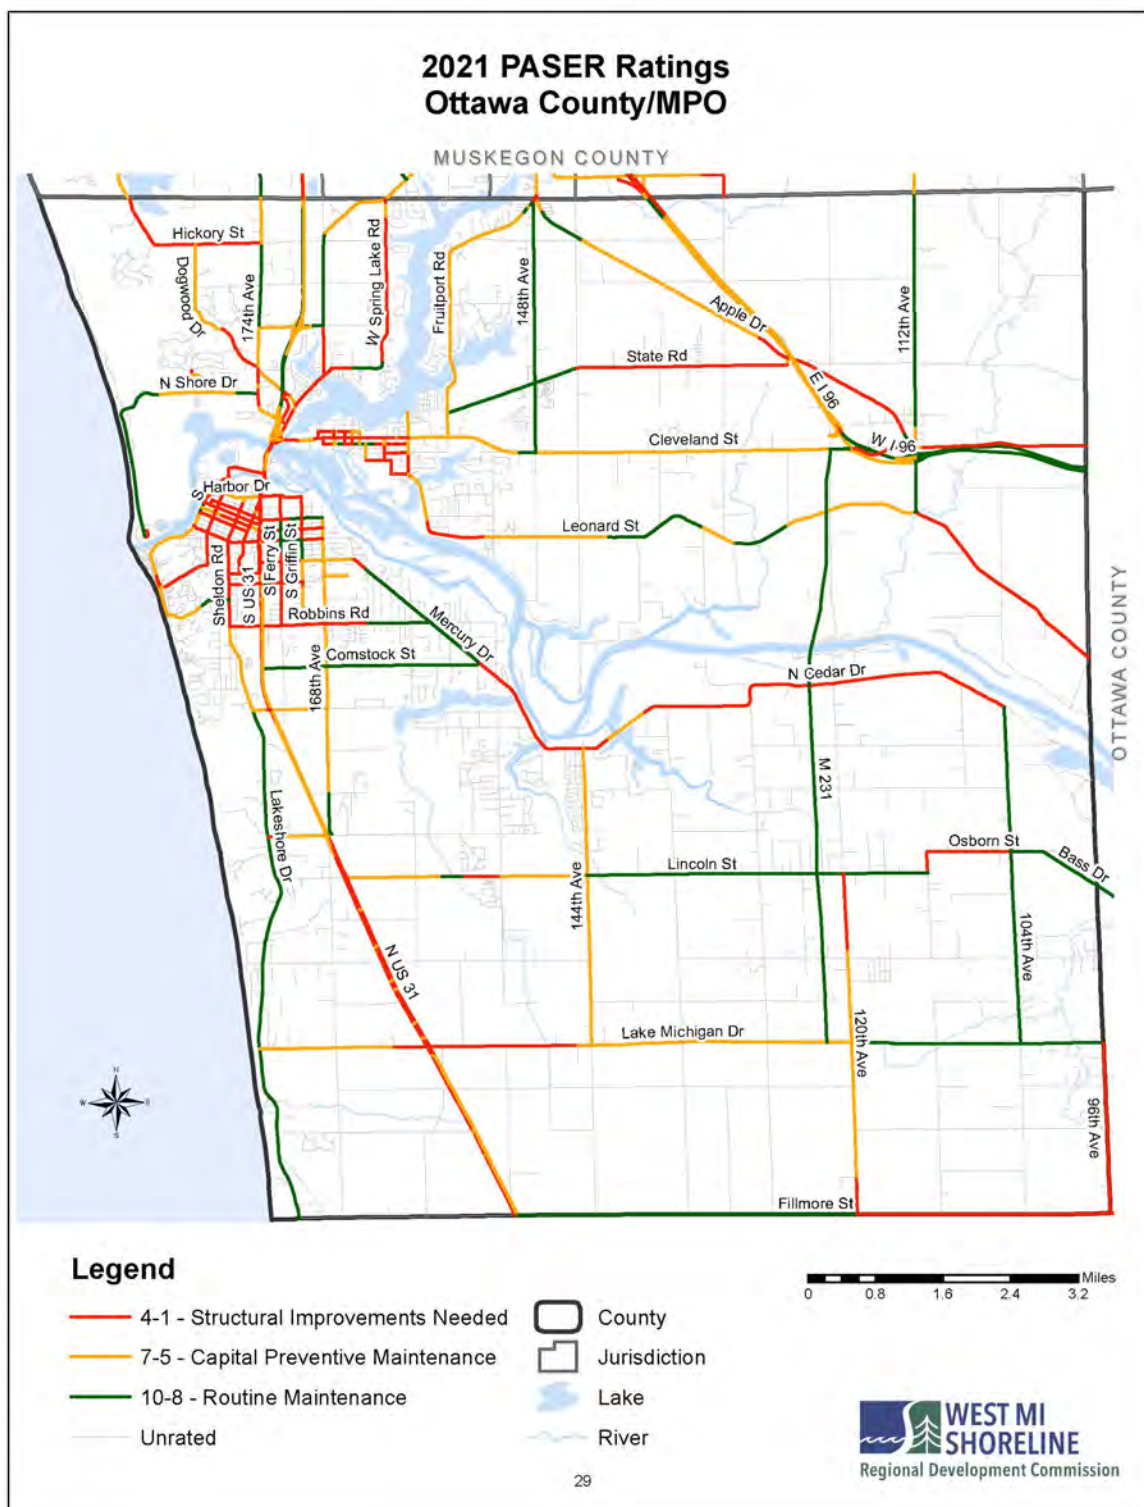 2021 PASER Ratings
Ottawa County/MPO
MUSKEGON COUNTY
Hickory St
Dogwood Dr
174th Ave
W Spring Lake Rd
Fruitport Rd
148th Ave
Apple Dr
112th Ave
State Rd
E I 96
N Shore Dr
Cleveland St
W I-96
Harbor Dr
S
Leonard St
Sheldon Rd
S US 31
S Ferry St
S Griffin St
Robbins Rd
Mercury Dr
Comstock St
168th Ave
N Cedar Dr
OTTAWA COUNTY
M 231
Lakeshore Dr
Osborn St
Bass Dr
Lincoln St
144th Ave
104th Ave
N US 31
Lake Michigan Dr
120th Ave
96th Ave
Fillmore St
N
W
E
S
Legend
4-1 - Structural Improvements Needed
7-5 - Capital Preventive Maintenance
10-8 - Routine Maintenance
Unrated
County
Jurisdiction
Lake
River
Miles
0 0.8 1.6 2.4 3.2
WEST MI
SHORELINE
Regional Development Commission
29